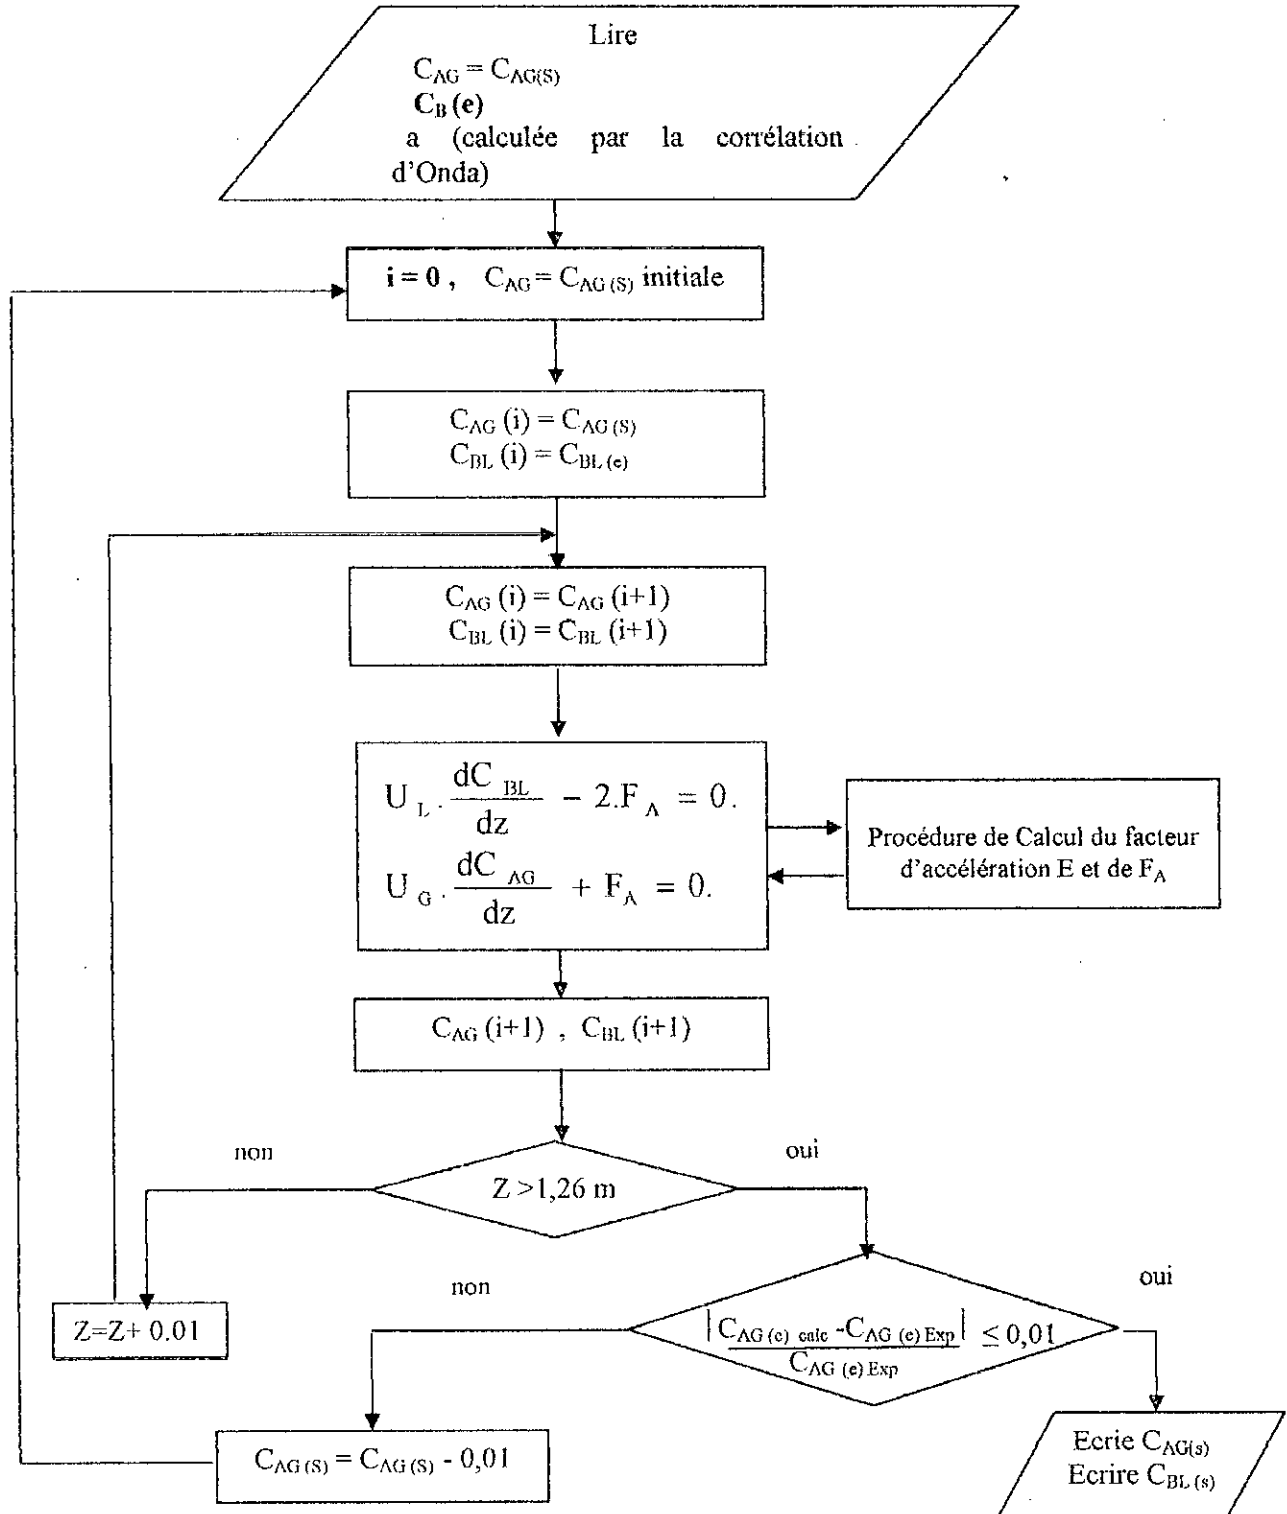 Lire
C_AG = C_AG(S)
C_B (e)
a (calculée par la corrélation
d'Onda)
i = 0 , C_AG = C_AG (S) initiale
C_AG (i) = C_AG (S)
C_BL (i) = C_BL (e)
C_AG (i) = C_AG (i+1)
C_BL (i) = C_BL (i+1)
U_L . dC_BL / dz − 2.F_A = 0.
U_G . dC_AG / dz + F_A = 0.
Procédure de Calcul du facteur
d'accélération E et de F_A
C_AG (i+1) , C_BL (i+1)
non
oui
Z >1,26 m
non
oui
Z=Z+ 0.01
|C_AG (e) calc -C_AG (e) Exp| / C_AG (e) Exp ≤ 0,01
C_AG (S) = C_AG (S) - 0,01
Ecrie C_AG(s)
Ecrire C_BL (s)